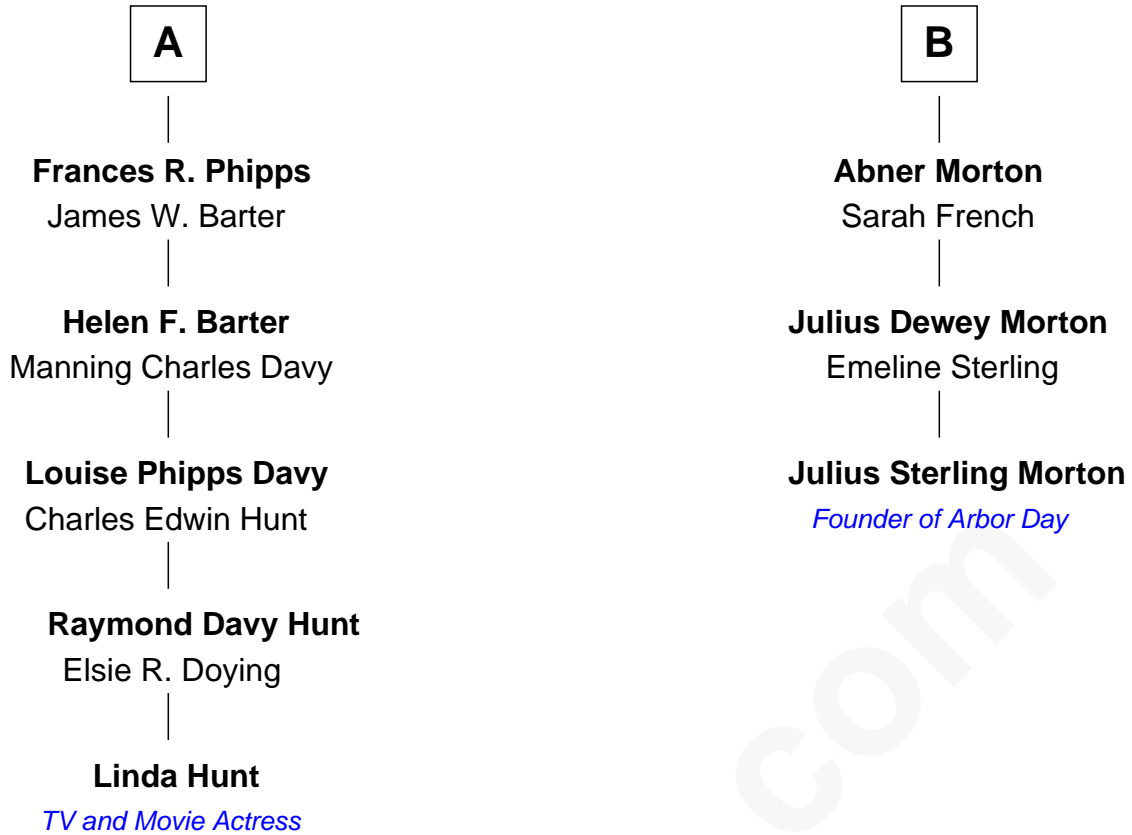 A
Frances R. Phipps
James W. Barter
Helen F. Barter
Manning Charles Davy
Louise Phipps Davy
Charles Edwin Hunt
Raymond Davy Hunt
Elsie R. Doying
Linda Hunt
TV and Movie Actress
B
Abner Morton
Sarah French
Julius Dewey Morton
Emeline Sterling
Julius Sterling Morton
Founder of Arbor Day
com